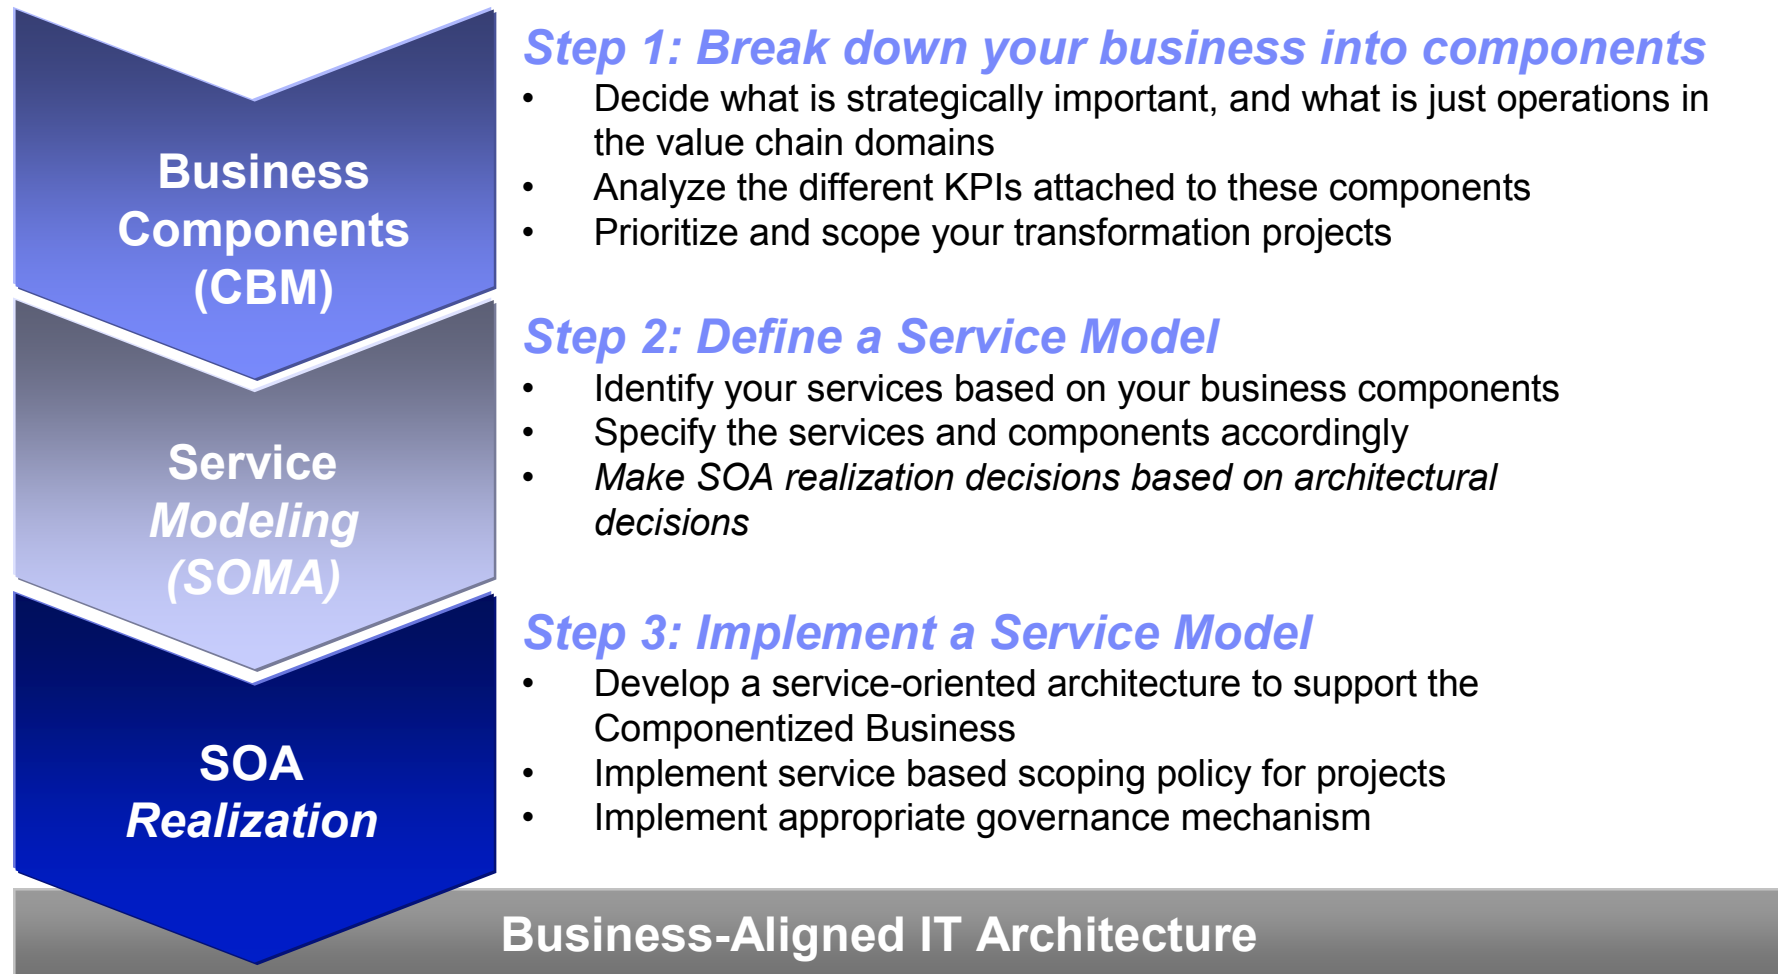 Business
Components
(CBM)
Step 1: Break down your business into components
• Decide what is strategically important, and what is just operations in
the value chain domains
• Analyze the different KPIs attached to these components
• Prioritize and scope your transformation projects
Service
Modeling
(SOMA)
Step 2: Define a Service Model
• Identify your services based on your business components
• Specify the services and components accordingly
• Make SOA realization decisions based on architectural
decisions
SOA
Realization
Step 3: Implement a Service Model
• Develop a service-oriented architecture to support the
Componentized Business
• Implement service based scoping policy for projects
• Implement appropriate governance mechanism
Business-Aligned IT Architecture